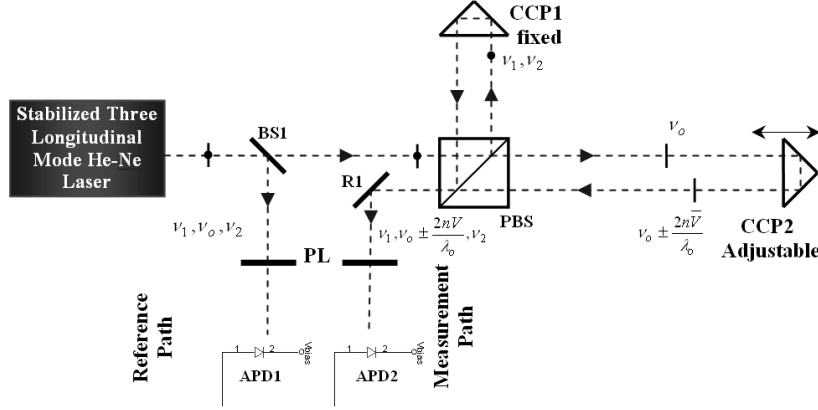 CCP1
fixed
ν₁,ν₂
Stabilized Three
Longitudinal
Mode He-Ne
Laser
BS1
νₒ
R1
PBS
ν₁,νₒ,ν₂
ν₁,νₒ ± 2nV/λₒ,ν₂
νₒ ± 2nV̅/λₒ
CCP2
Adjustable
PL
Reference
Path
Measurement
Path
1 2 Vbias
APD1
1 2 Vbias
APD2